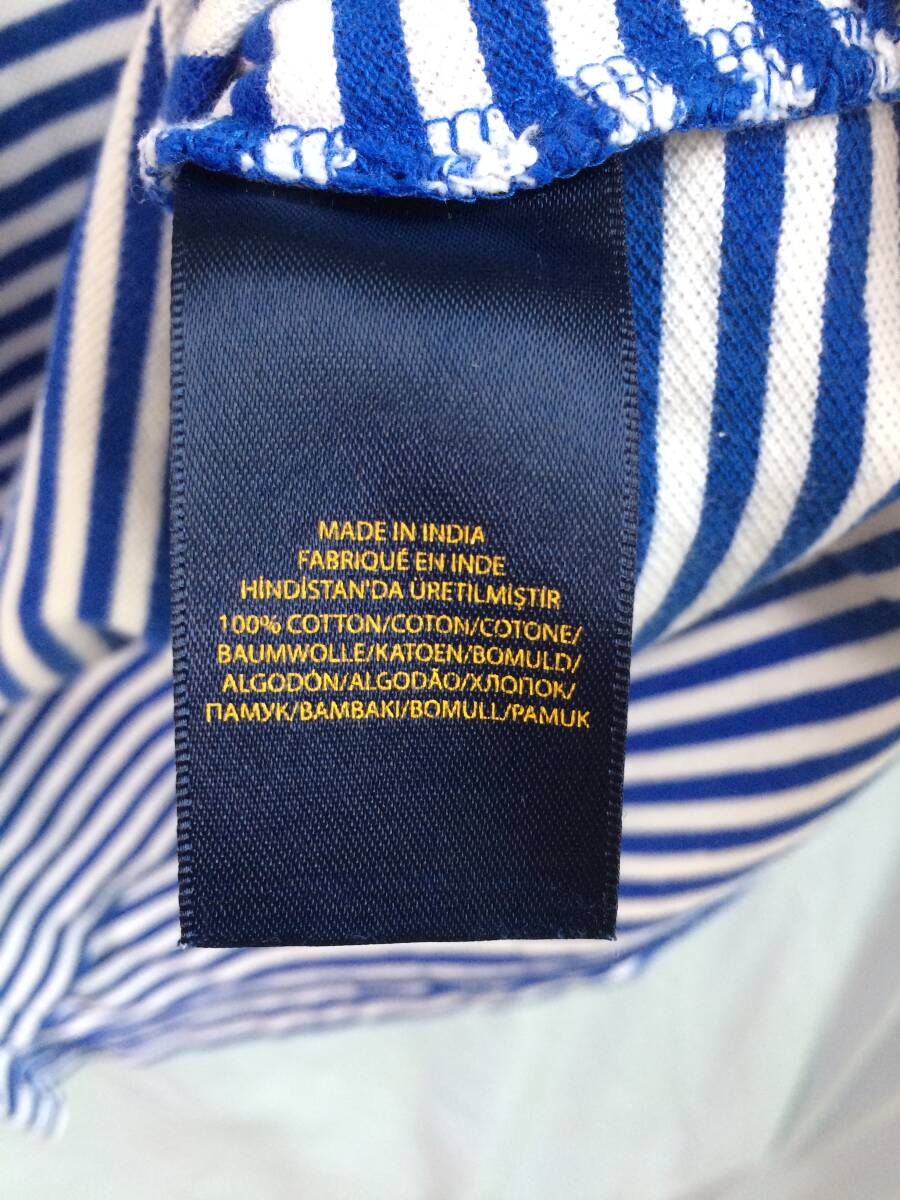 MADE IN INDIA
FABRIQUÉ EN INDE
HİNDİSTAN'DA ÜRETİLMİŞTİR
100% COTTON/COTON/COTONE/
BAUMWOLLE/KATOEN/BOMULD/
ALGODÓN/ALGODÃO/ХЛОПОК/
ПАМУК/BAMBAKI/BOMULL/PAMUK